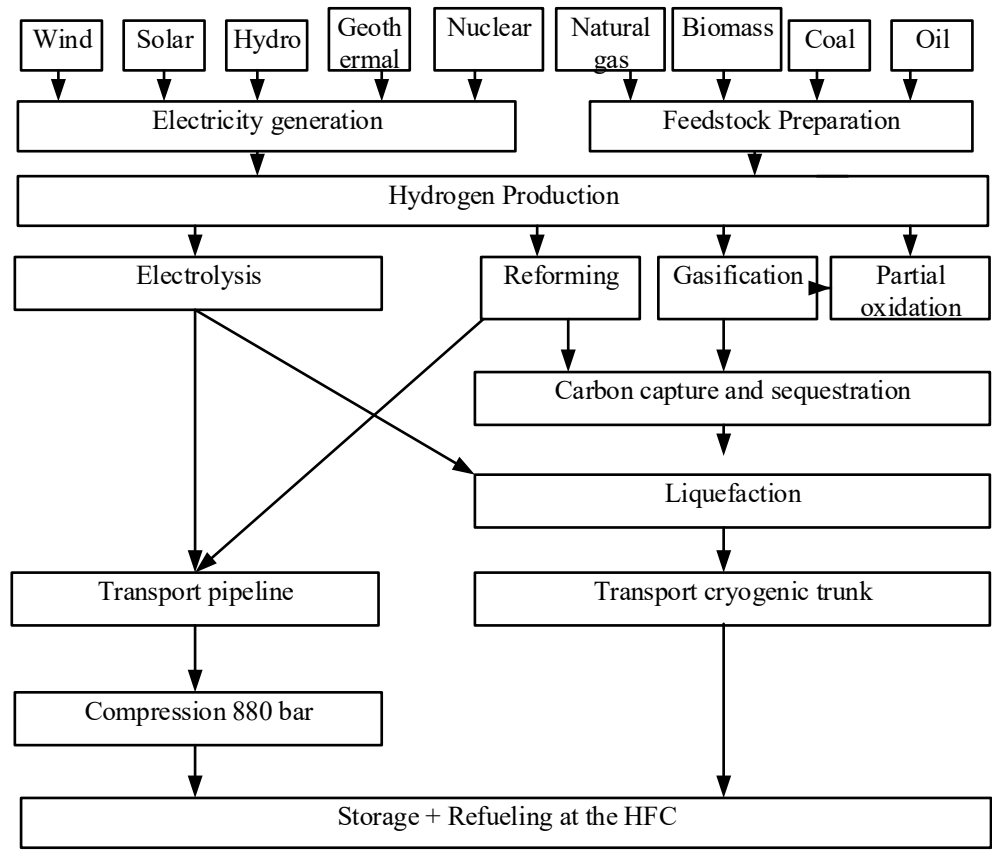 Wind
Solar
Hydro
Geoth
ermal
Nuclear
Natural
gas
Biomass
Coal
Oil
Electricity generation
Feedstock Preparation
Hydrogen Production
Electrolysis
Reforming
Gasification
Partial
oxidation
Carbon capture and sequestration
Liquefaction
Transport pipeline
Transport cryogenic trunk
Compression 880 bar
Storage + Refueling at the HFC